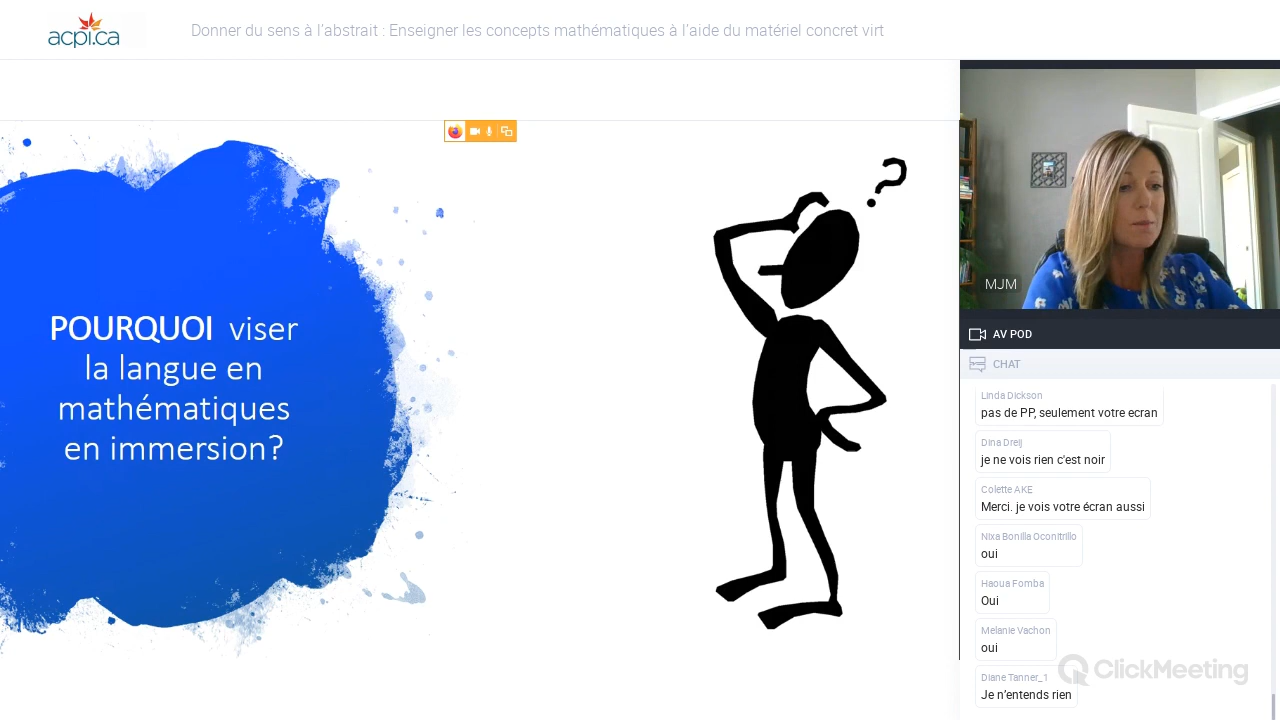 acpi.ca
Donner du sens à l'abstrait : Enseigner les concepts mathématiques à l'aide du matériel concret virt
POURQUOI viser
la langue en
mathématiques
en immersion?
?
MJM
AV POD
CHAT
Linda Dickson
pas de PP, seulement votre ecran
Dina Dreij
je ne vois rien c'est noir
Colette AKE
Merci. je vois votre écran aussi
Nixa Bonilla Oconitrillo
oui
Haoua Fomba
Oui
Melanie Vachon
oui
Diane Tanner_1
Je n'entends rien
ClickMeeting